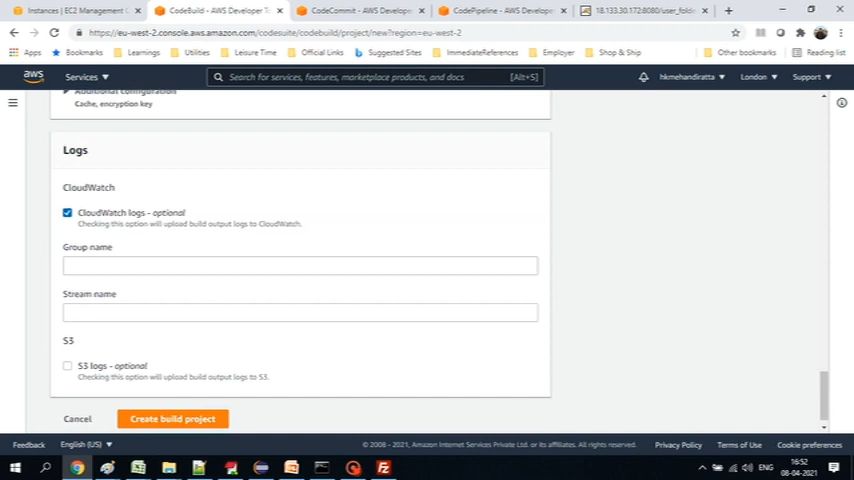 Instances | EC2 Management C
CodeBuild - AWS Developer T
CodeCommit - AWS Develope
CodePipeline - AWS Develope
18.133.30.172:8080/user_fold
https://eu-west-2.console.aws.amazon.com/codesuite/codebuild/project/new?region=eu-west-2
Apps
Bookmarks
Learnings
Utilities
Leisure Time
Official Links
Suggested Sites
ImmediateReferences
Employer
Shop & Ship
Other bookmarks
Reading list
aws
Services
Search for services, features, marketplace products, and docs
[Alt+S]
hkmehandiratta
London
Support
Additional configuration
Cache, encryption key
Logs
CloudWatch
CloudWatch logs - optional
Checking this option will upload build output logs to CloudWatch.
Group name
Stream name
S3
S3 logs - optional
Checking this option will upload build output logs to S3.
Cancel
Create build project
Feedback
English (US)
© 2008 - 2021, Amazon Internet Services Private Ltd. or its affiliates. All rights reserved.
Privacy Policy
Terms of Use
Cookie preferences
ENG
16:52
08-04-2021